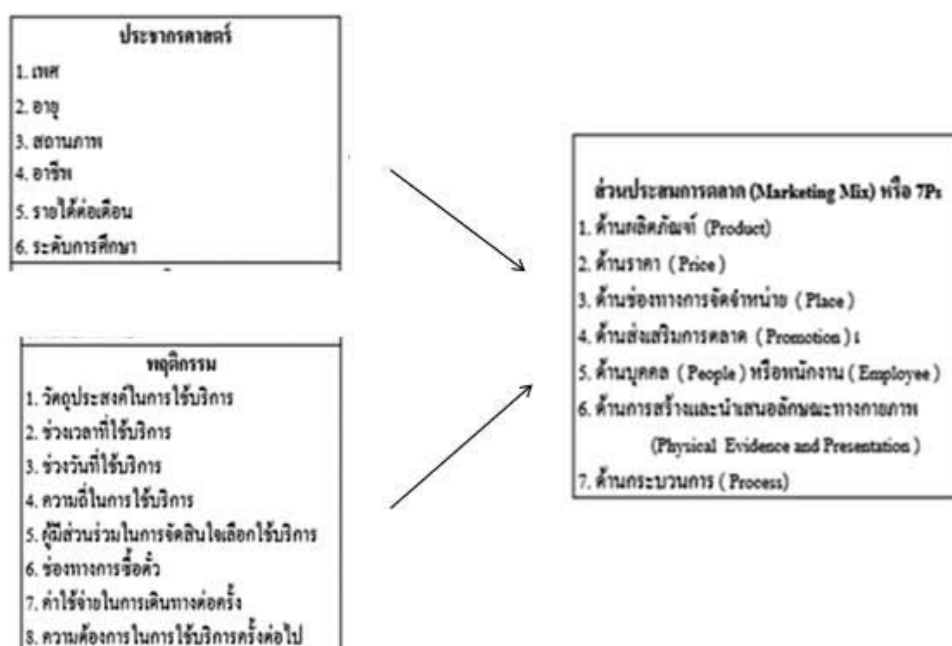 ประชากรศาสตร์
1. เพศ
2. อายุ
3. สถานภาพ
4. อาชีพ
5. รายได้ต่อเดือน
6. ระดับการศึกษา
พฤติกรรม
1. วัตถุประสงค์ในการใช้บริการ
2. ช่วงเวลาที่ใช้บริการ
3. ช่วงวันที่ใช้บริการ
4. ความถี่ในการใช้บริการ
5. ผู้มีส่วนร่วมในการจัดสินใจเลือกใช้บริการ
6. ช่องทางการซื้อตั๋ว
7. ค่าใช้จ่ายในการเดินทางต่อครั้ง
8. ความต้องการในการใช้บริการครั้งต่อไป
ส่วนประสมการตลาด (Marketing Mix) หรือ 7Ps
1. ด้านผลิตภัณฑ์ (Product)
2. ด้านราคา ( Price )
3. ด้านช่องทางการจัดจำหน่าย ( Place )
4. ด้านส่งเสริมการตลาด ( Promotion ) เ
5. ด้านบุคคล ( People ) หรือพนักงาน ( Employee )
6. ด้านการสร้างและนำเสนอลักษณะทางกายภาพ
(Physical Evidence and Presentation )
7. ด้านกระบวนการ ( Process)